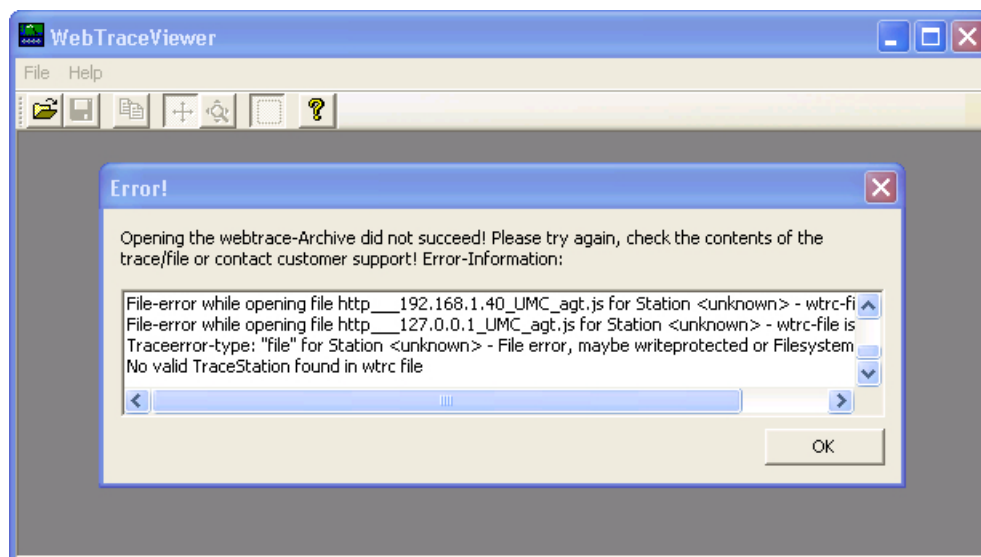 WebTraceViewer
File Help
Error!
Opening the webtrace-Archive did not succeed! Please try again, check the contents of the
trace/file or contact customer support! Error-Information:
File-error while opening file http___192.168.1.40_UMC_agt.js for Station <unknown> - wtrc-fi
File-error while opening file http___127.0.0.1_UMC_agt.js for Station <unknown> - wtrc-file is
Traceerror-type: "file" for Station <unknown> - File error, maybe writeprotected or Filesystem
No valid TraceStation found in wtrc file
OK